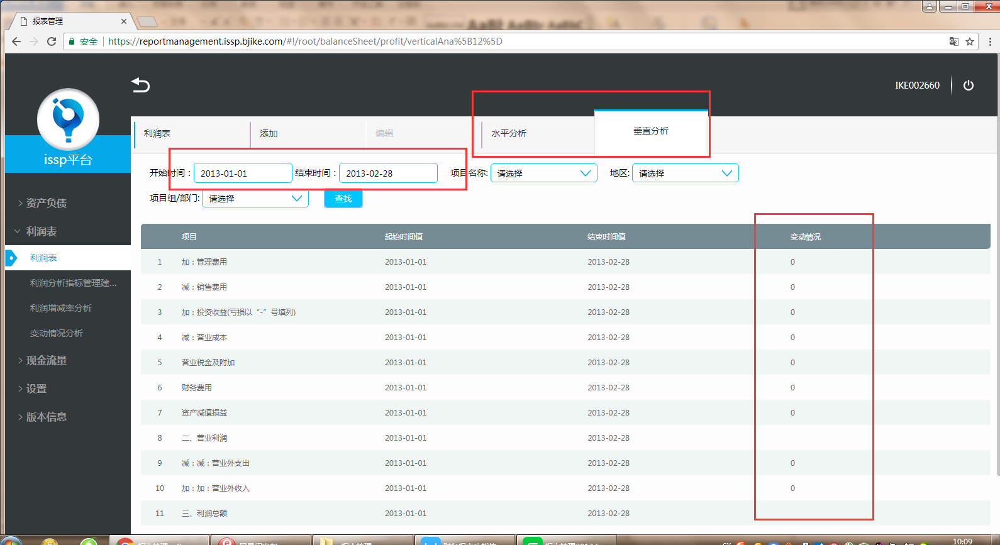 报表管理
安全 https://reportmanagement.issp.bjike.com/#!/root/balanceSheet/profit/verticalAna%5B12%5D
IKE002660
issp平台
利润表 添加 编辑 水平分析 垂直分析
开始时间： 2013-01-01 结束时间： 2013-02-28 项目名称: 请选择 地区: 请选择
项目组/部门: 请选择 查找
资产负债
利润表
利润表
利润分析指标管理建...
利润增减率分析
变动情况分析
现金流量
设置
版本信息
项目 起始时间值 结束时间值 变动情况
1 加：管理费用 2013-01-01 2013-02-28 0
2 减：销售费用 2013-01-01 2013-02-28 0
3 加：投资收益(亏损以“-”号填列) 2013-01-01 2013-02-28 0
4 减：营业成本 2013-01-01 2013-02-28 0
5 营业税金及附加 2013-01-01 2013-02-28 0
6 财务费用 2013-01-01 2013-02-28 0
7 资产减值损益 2013-01-01 2013-02-28 0
8 二、营业利润 2013-01-01 2013-02-28
9 减：减：营业外支出 2013-01-01 2013-02-28 0
10 加：加：营业外收入 2013-01-01 2013-02-28 0
11 三、利润总额 2013-01-01 2013-02-28
10:09